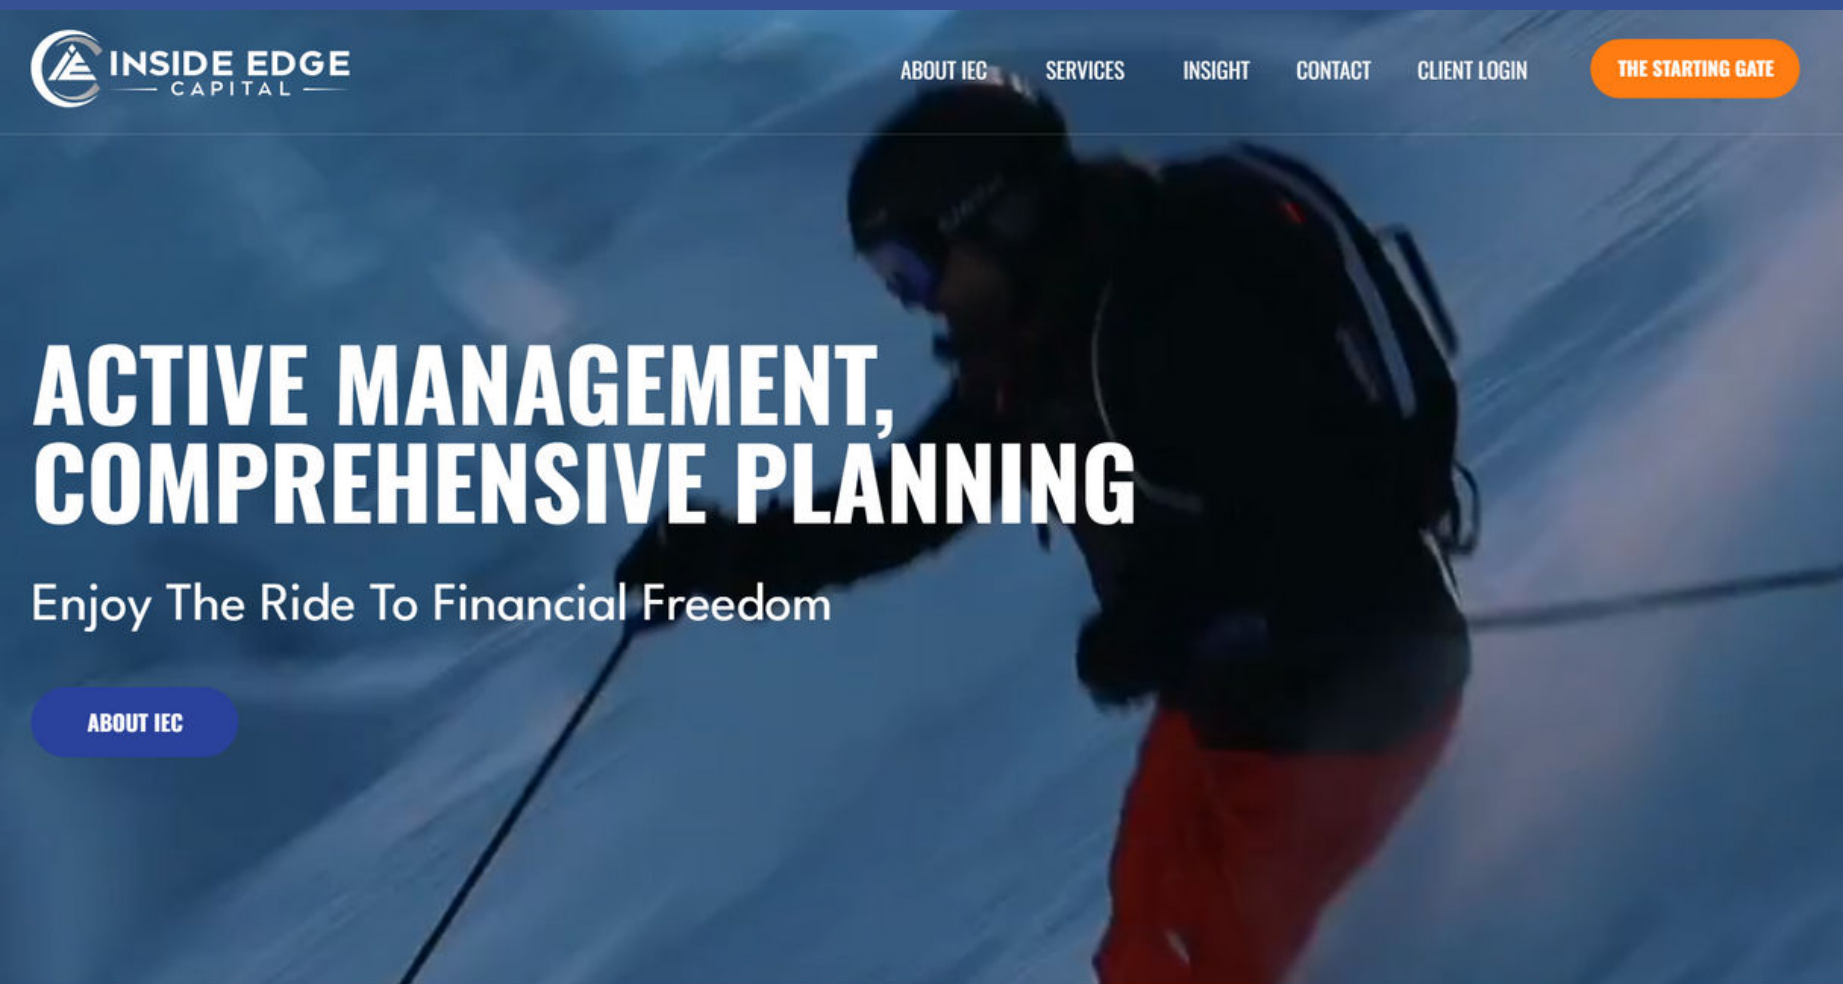 INSIDE EDGE
CAPITAL
ABOUT IEC
SERVICES
INSIGHT
CONTACT
CLIENT LOGIN
THE STARTING GATE
ACTIVE MANAGEMENT,
COMPREHENSIVE PLANNING
Enjoy The Ride To Financial Freedom
ABOUT IEC